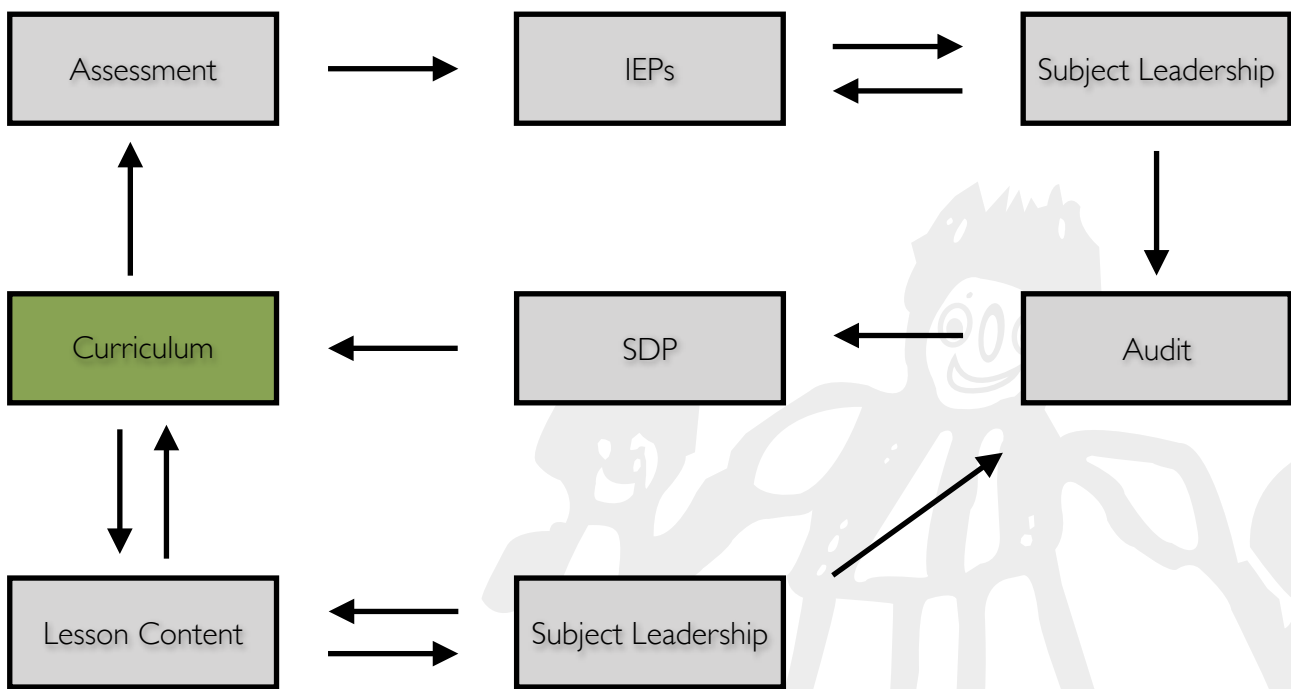 Assessment
IEPs
Subject Leadership
Curriculum
SDP
Audit
Lesson Content
Subject Leadership